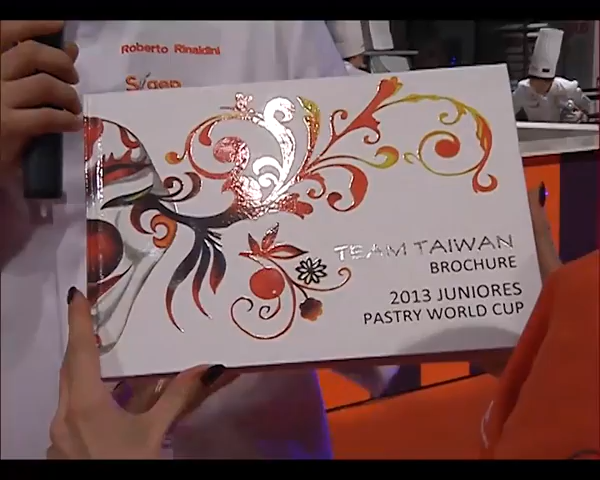 Roberto Rinaldini
TEAM TAIWAN
BROCHURE
2013 JUNIORES
PASTRY WORLD CUP